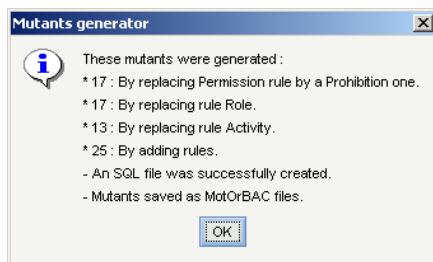 Mutants generator
These mutants were generated :
* 17 : By replacing Permission rule by a Prohibition one.
* 17 : By replacing rule Role.
* 13 : By replacing rule Activity.
* 25 : By adding rules.
- An SQL file was successfully created.
- Mutants saved as MotOrBAC files.
OK